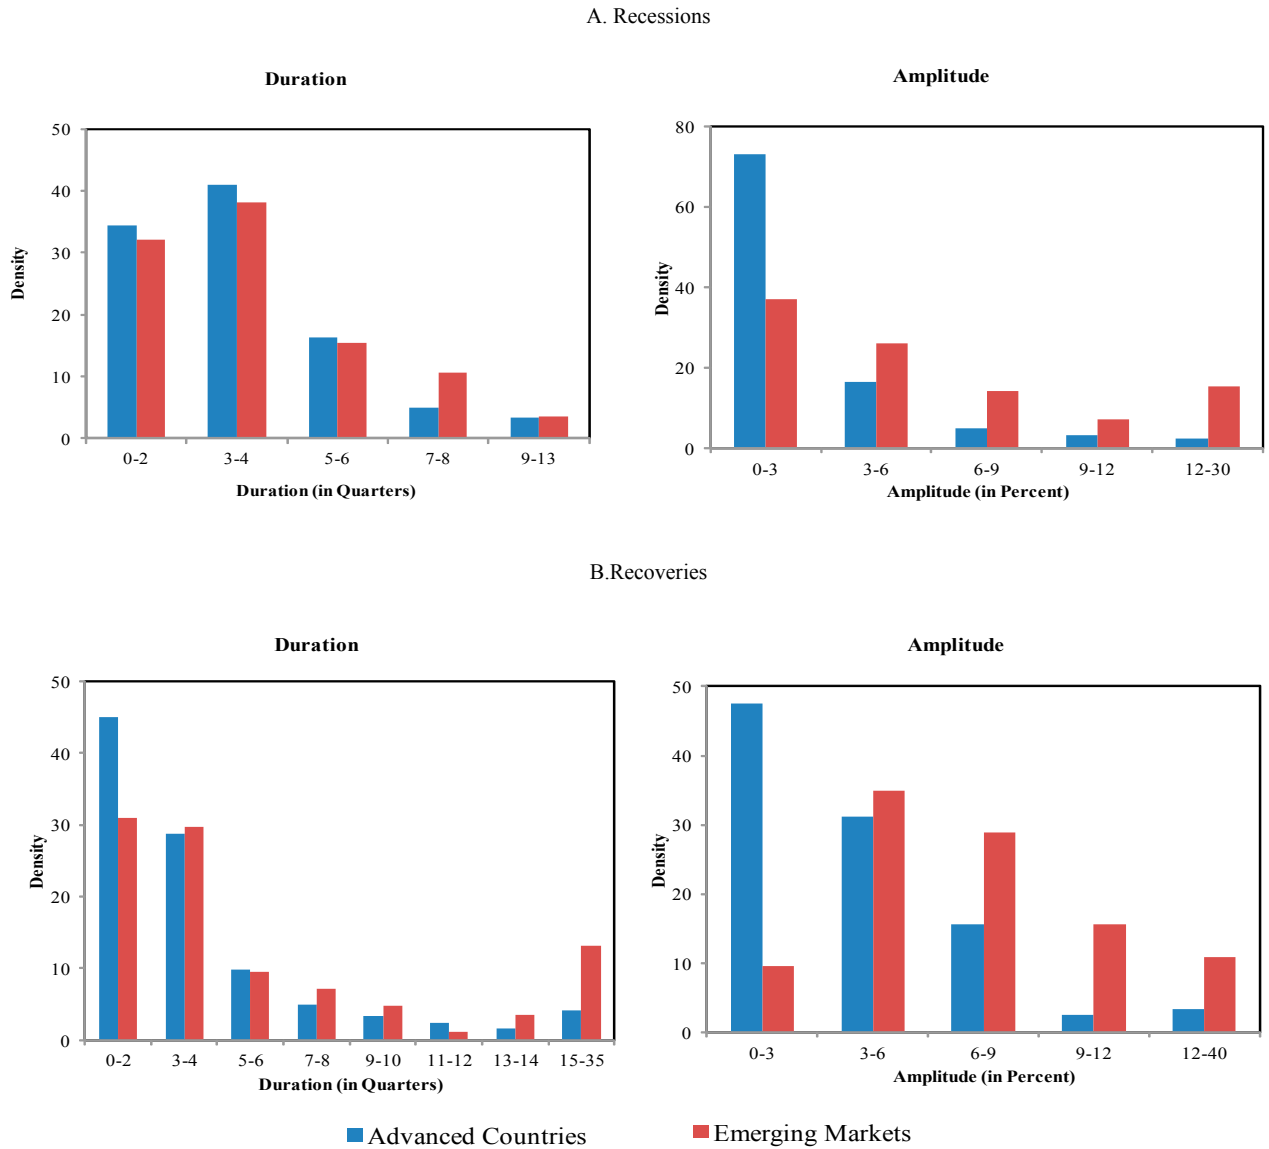 A. Recessions
Duration
Amplitude
50
40
30
20
10
0
Density
0-2 3-4 5-6 7-8 9-13
Duration (in Quarters)
80
60
40
20
0
Density
0-3 3-6 6-9 9-12 12-30
Amplitude (in Percent)
B.Recoveries
Duration
Amplitude
50
40
30
20
10
0
Density
0-2 3-4 5-6 7-8 9-10 11-12 13-14 15-35
Duration (in Quarters)
50
40
30
20
10
0
Density
0-3 3-6 6-9 9-12 12-40
Amplitude (in Percent)
Advanced Countries
Emerging Markets